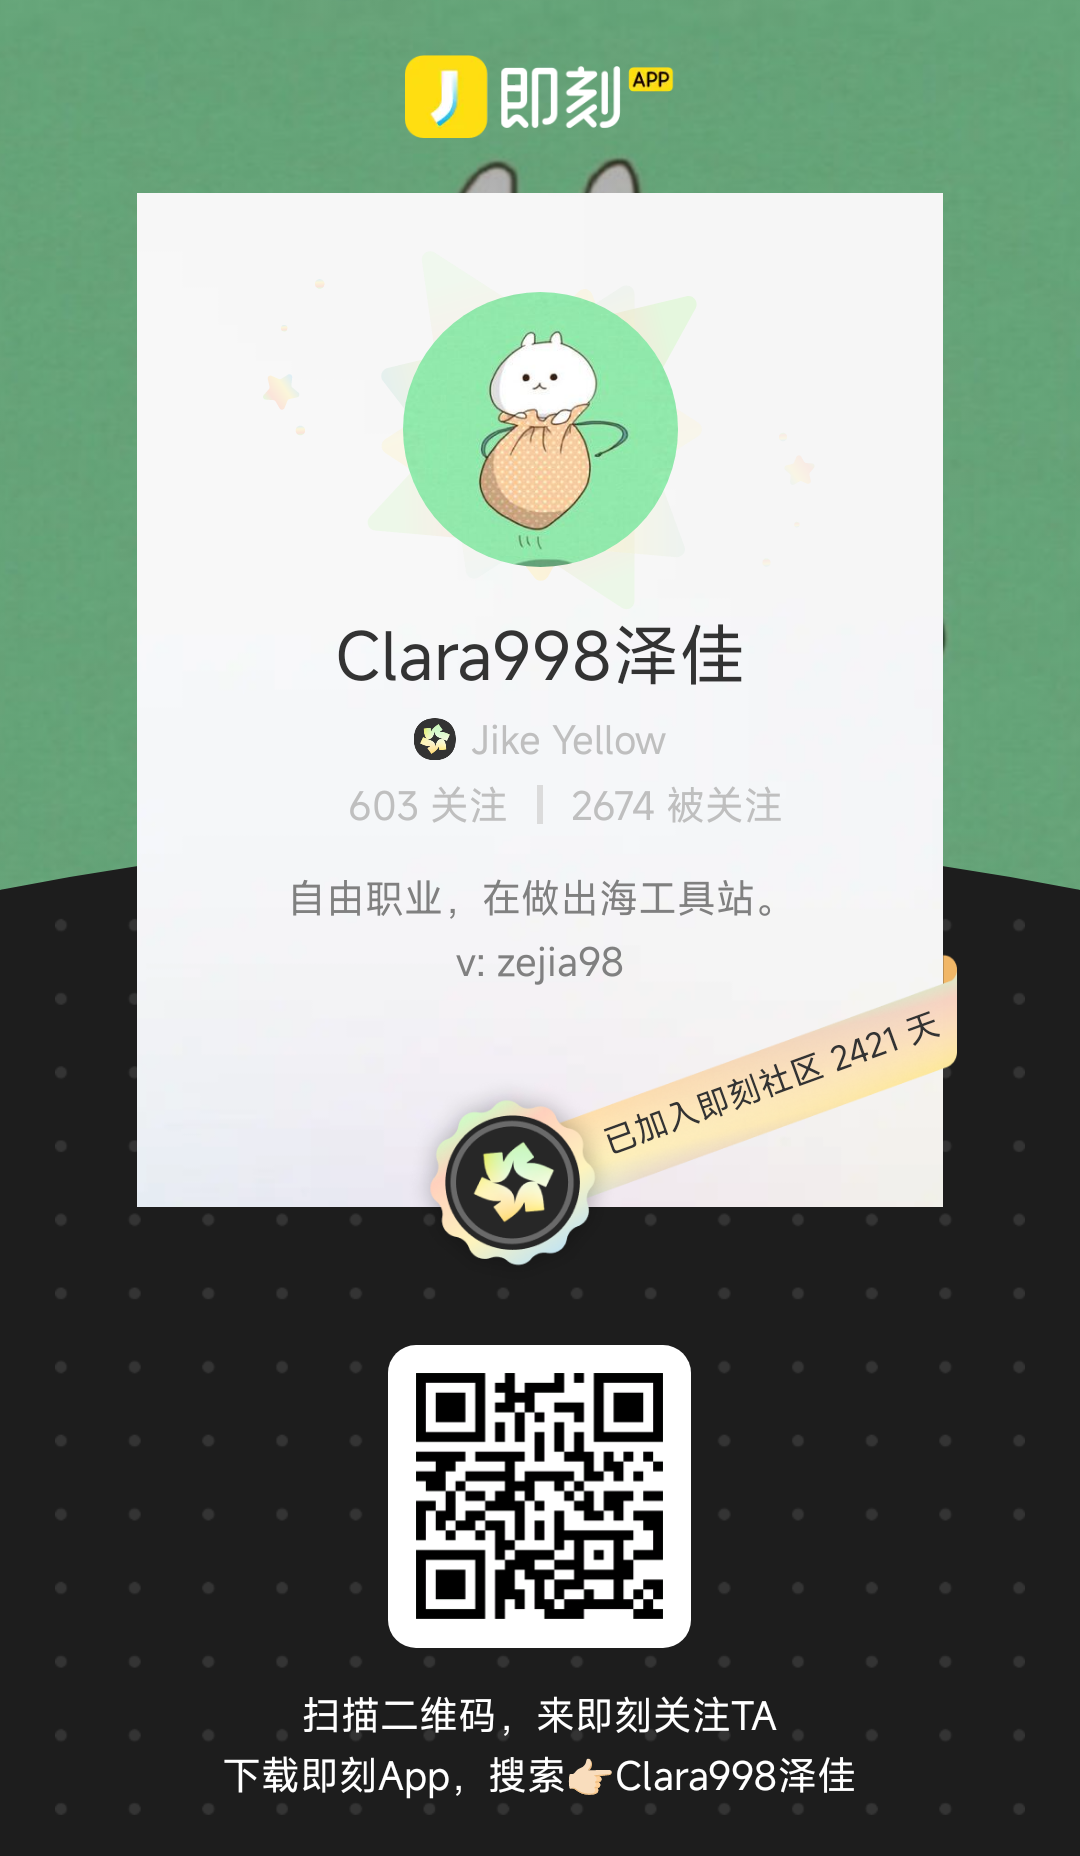 即刻 APP
Clara998泽佳
Jike Yellow
603 关注 | 2674 被关注
自由职业，在做出海工具站。
v: zejia98
已加入即刻社区 2421 天
扫描二维码，来即刻关注TA
下载即刻App，搜索👉🏻Clara998泽佳